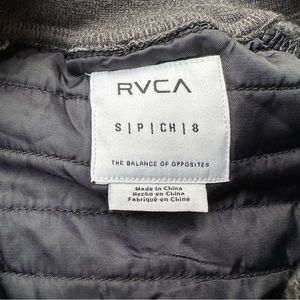 RVCA
S | P | CH | 8
THE BALANCE OF OPPOSITES
Made in China
Hecho en China
Fabriqué en Chine